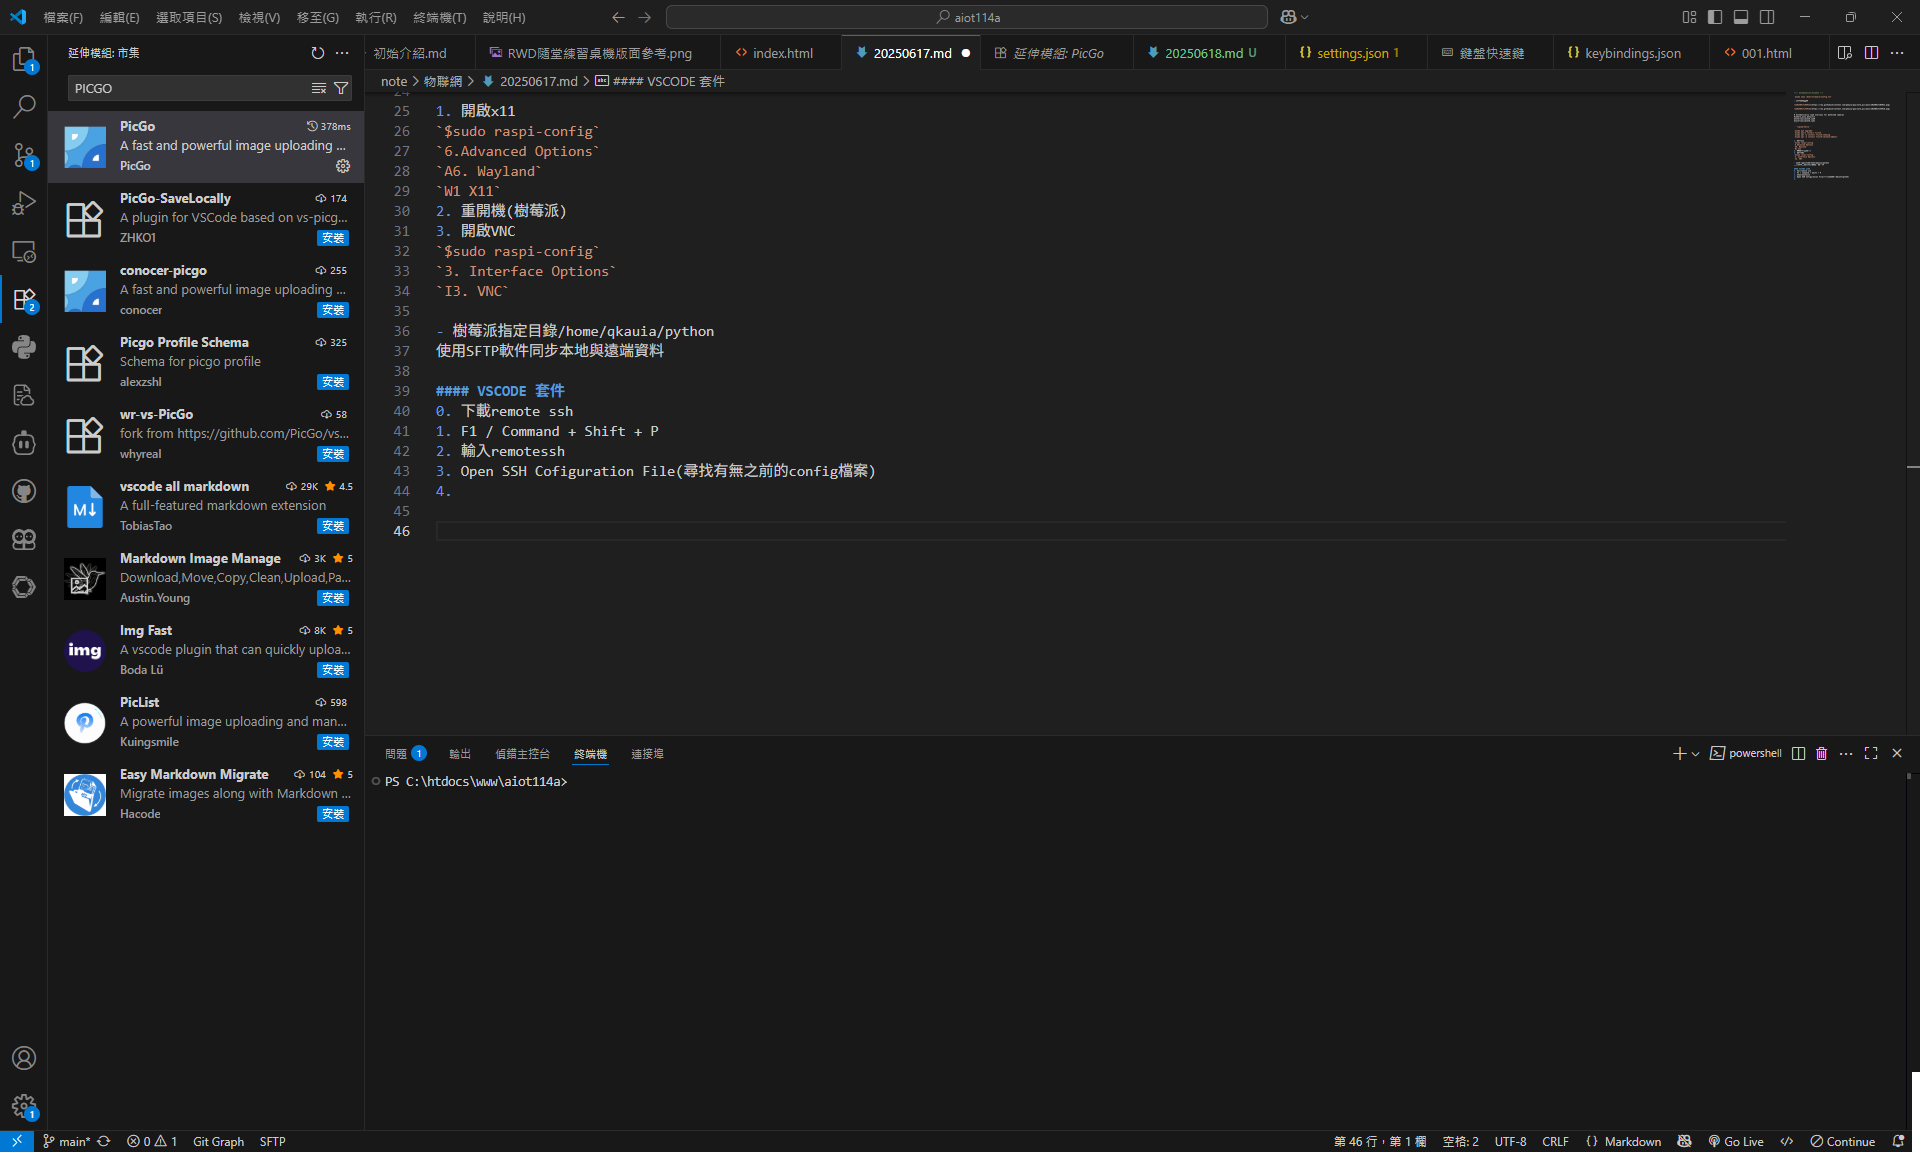 檔案(F) 編輯(E) 選取項目(S) 檢視(V) 移至(G) 執行(R) 終端機(T) 說明(H)
aiot114a
延伸模組: 市集
PICGO
PicGo 378ms
A fast and powerful image uploading ...
PicGo
PicGo-SaveLocally 174
A plugin for VSCode based on vs-picg...
ZHKO1 安裝
conocer-picgo 255
A fast and powerful image uploading ...
conocer 安裝
Picgo Profile Schema 325
Schema for picgo profile
alexzshl 安裝
wr-vs-PicGo 58
fork from https://github.com/PicGo/vs...
whyreal 安裝
vscode all markdown 29K 4.5
A full-featured markdown extension
TobiasTao 安裝
Markdown Image Manage 3K 5
Download,Move,Copy,Clean,Upload,Pa...
Austin.Young 安裝
Img Fast 8K 5
A vscode plugin that can quickly uploa...
Boda Lü 安裝
PicList 598
A powerful image uploading and man...
Kuingsmile 安裝
Easy Markdown Migrate 104 5
Migrate images along with Markdown ...
Hacode 安裝
初始介紹.md RWD隨堂練習桌機版面參考.png index.html 20250617.md 延伸模組: PicGo 20250618.md U settings.json 1 鍵盤快速鍵 keybindings.json 001.html
note > 物聯網 > 20250617.md > #### VSCODE 套件
25 1. 開啟x11
26 `$sudo raspi-config`
27 `6.Advanced Options`
28 `A6. Wayland`
29 `W1 X11`
30 2. 重開機(樹莓派)
31 3. 開啟VNC
32 `$sudo raspi-config`
33 `3. Interface Options`
34 `I3. VNC`
35
36 - 樹莓派指定目錄/home/qkauia/python
37 使用SFTP軟件同步本地與遠端資料
38
39 #### VSCODE 套件
40 0. 下載remote ssh
41 1. F1 / Command + Shift + P
42 2. 輸入remotessh
43 3. Open SSH Cofiguration File(尋找有無之前的config檔案)
44 4.
45
46
問題 1 輸出 偵錯主控台 終端機 連接埠 powershell
PS C:\htdocs\www\aiot114a>
main* 0 1 Git Graph SFTP 第 46 行，第 1 欄 空格: 2 UTF-8 CRLF {} Markdown Go Live Continue